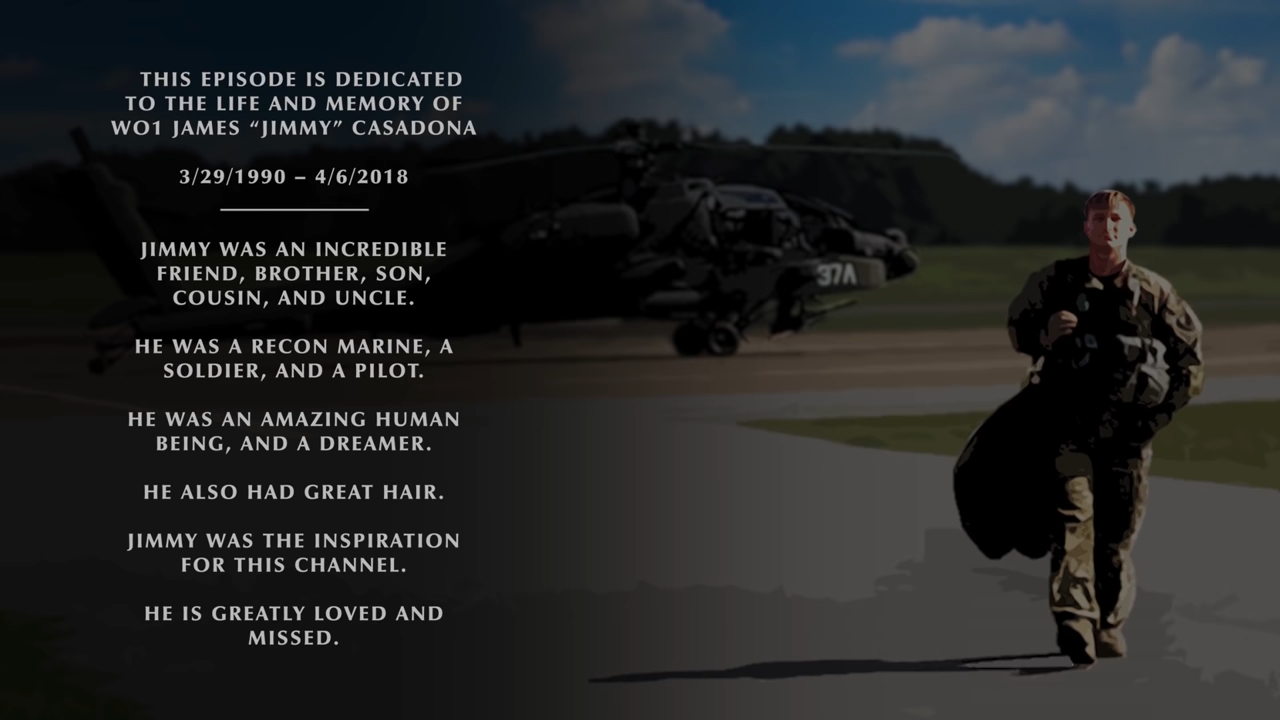 THIS EPISODE IS DEDICATED
TO THE LIFE AND MEMORY OF
WO1 JAMES “JIMMY” CASADONA
3/29/1990 – 4/6/2018
JIMMY WAS AN INCREDIBLE
FRIEND, BROTHER, SON,
COUSIN, AND UNCLE.
HE WAS A RECON MARINE, A
SOLDIER, AND A PILOT.
HE WAS AN AMAZING HUMAN
BEING, AND A DREAMER.
HE ALSO HAD GREAT HAIR.
JIMMY WAS THE INSPIRATION
FOR THIS CHANNEL.
HE IS GREATLY LOVED AND
MISSED.
37A